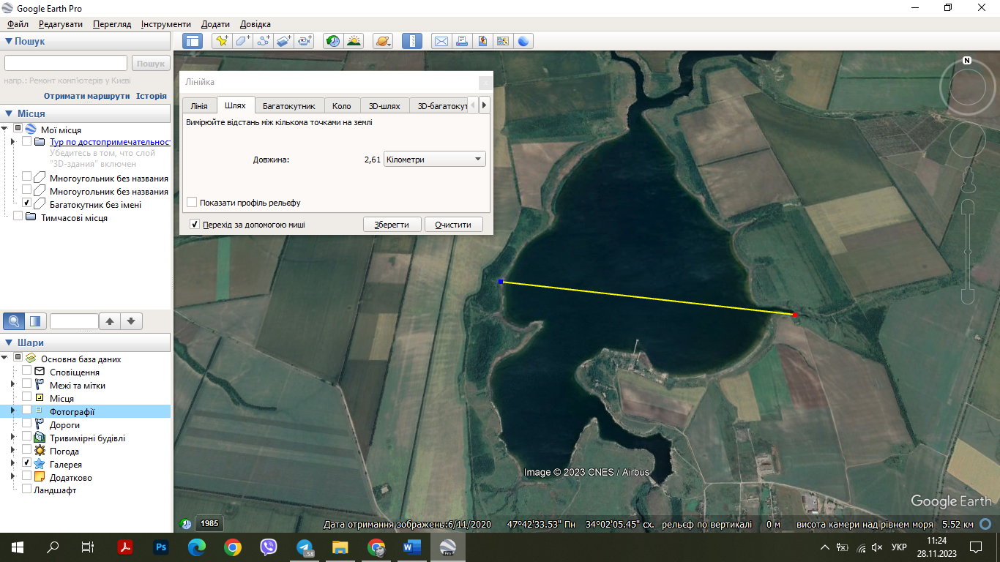 Google Earth Pro
Файл Редагувати Перегляд Інструменти Додати Довідка
Пошук
Пошук
напр.: Ремонт комп'ютерів у Києві
Отримати маршрути Історія
Місця
Мої місця
Тур по достопримечательност
Убедитесь в том, что слой
"3D-здания" включен
Многоугольник без названия
Многоугольник без названия
Багатокутник без імені
Тимчасові місця
Шари
Основна база даних
Сповіщення
Межі та мітки
Місця
Фотографії
Дороги
Тривимірні будівлі
Погода
Галерея
Додатково
Ландшафт
Лінійка
Лінія Шлях Багатокутник Коло 3D-шлях 3D-багатокут
Вимірюйте відстань між кількома точками на землі
Довжина: 2,61 Кілометри
Показати профіль рельєфу
Перехід за допомогою миші Зберегти Очистити
N
Image © 2023 CNES / Airbus
Google Earth
1985 Дата отримання зображень:6/11/2020 47°42'33.53" Пн 34°02'05.45" сх. рельєф по вертикалі 0 м висота камери над рівнем моря 5.52 км
Ps 58 W Pro УКР 11:24
28.11.2023